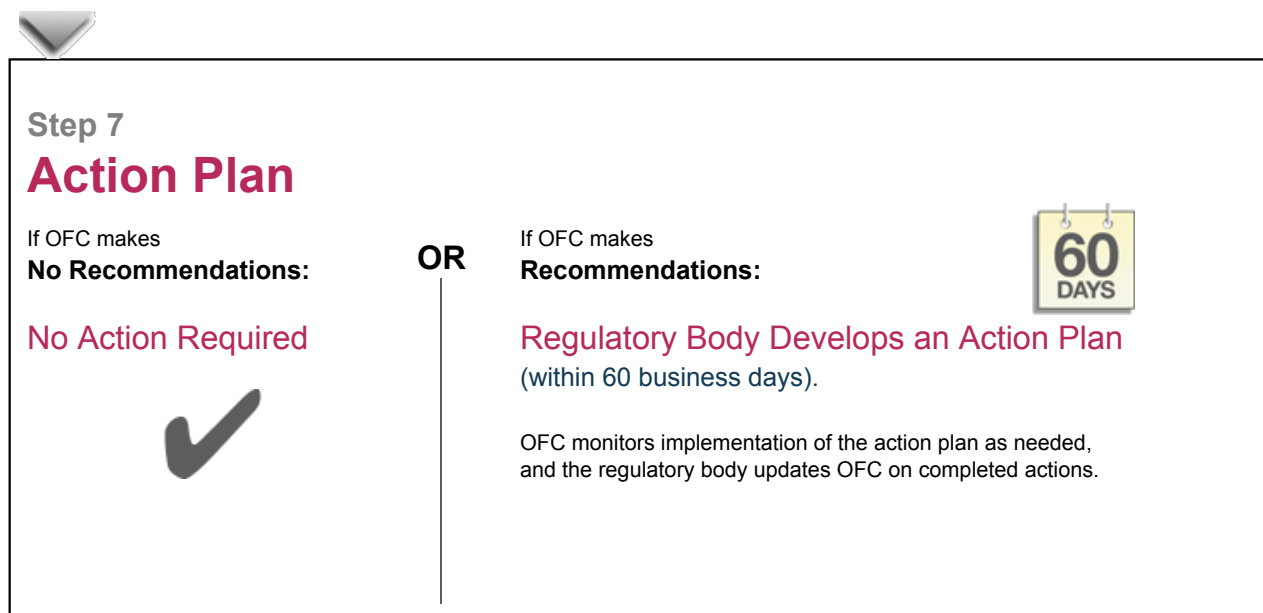 Step 7
Action Plan
If OFC makes
No Recommendations:
No Action Required
OR
If OFC makes
Recommendations:
60
DAYS
Regulatory Body Develops an Action Plan
(within 60 business days).
OFC monitors implementation of the action plan as needed,
and the regulatory body updates OFC on completed actions.